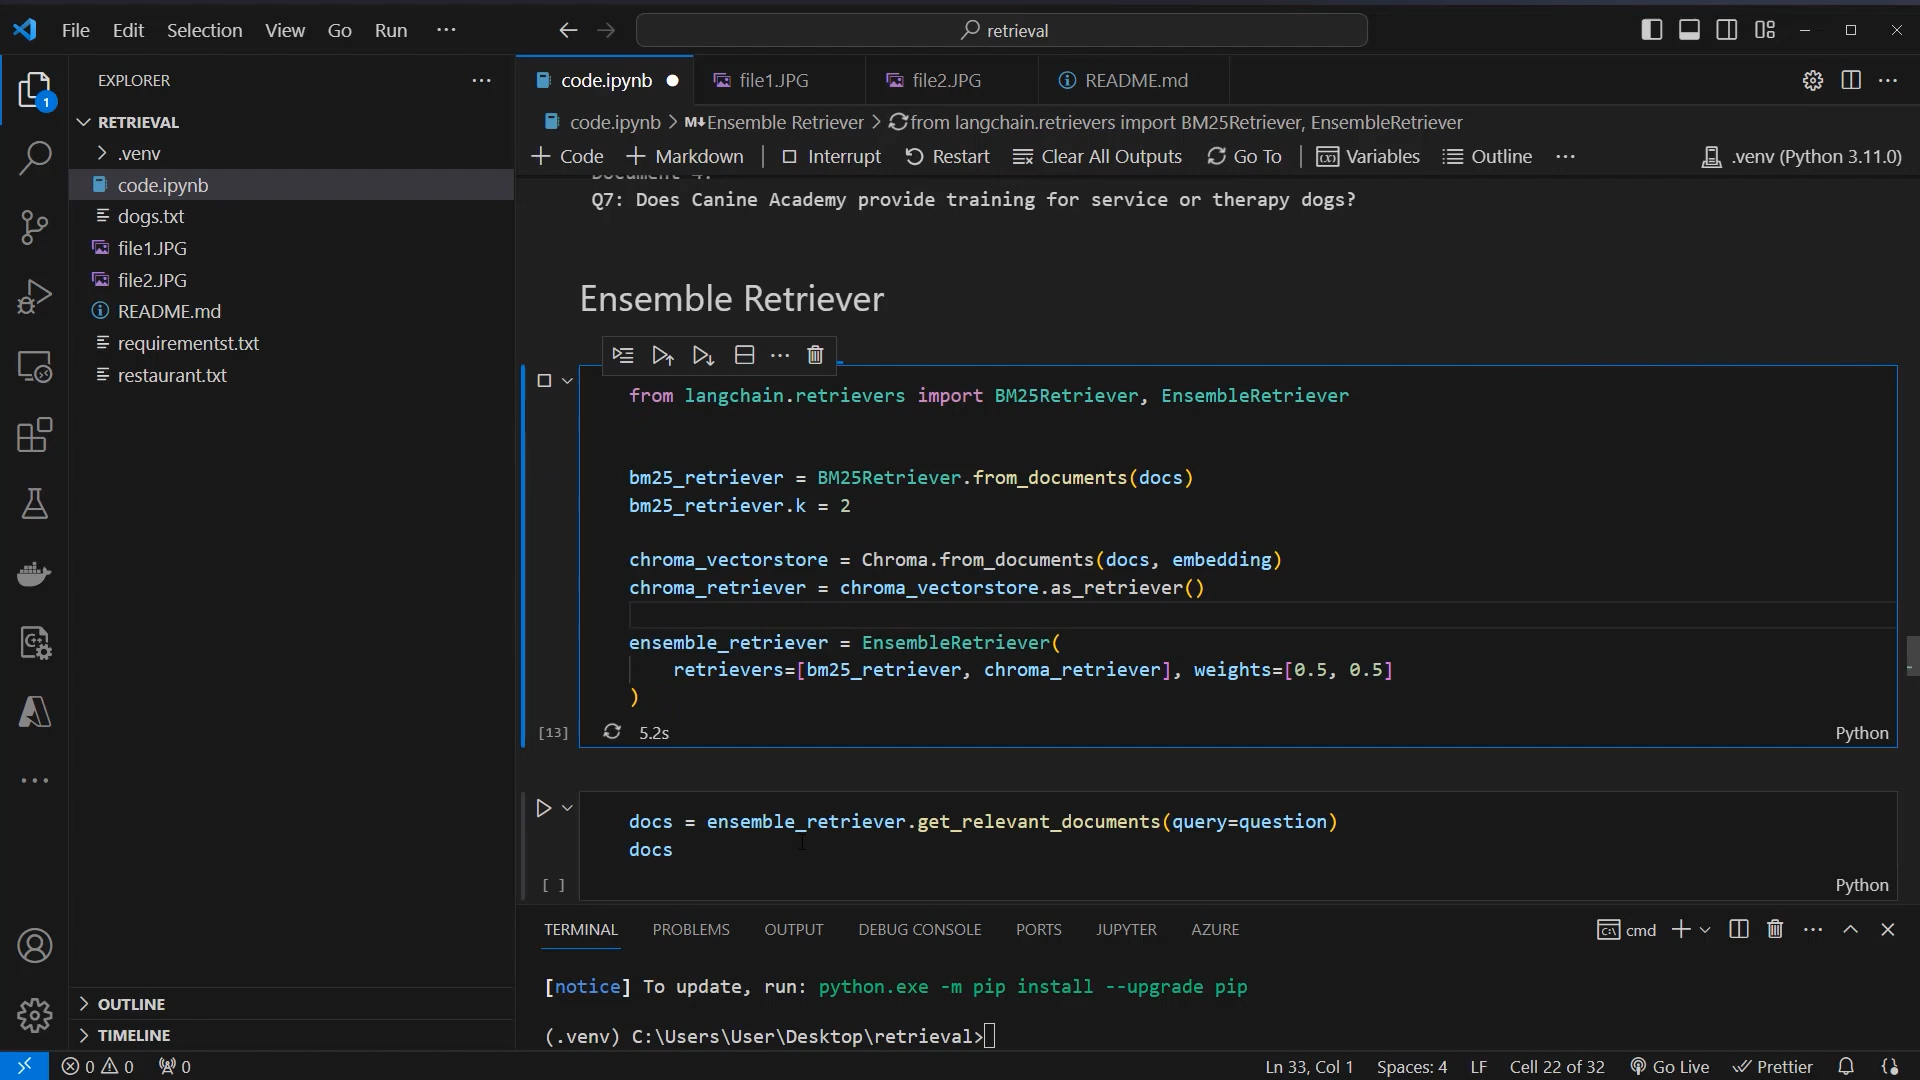 File Edit Selection View Go Run ··· retrieval
EXPLORER
RETRIEVAL
.venv
code.ipynb
dogs.txt
file1.JPG
file2.JPG
README.md
requirementst.txt
restaurant.txt
OUTLINE
TIMELINE
1
code.ipynb file1.JPG file2.JPG README.md
code.ipynb > M↓Ensemble Retriever > from langchain.retrievers import BM25Retriever, EnsembleRetriever
+ Code + Markdown | Interrupt Restart Clear All Outputs Go To | Variables Outline ··· .venv (Python 3.11.0)
Document 4:
Q7: Does Canine Academy provide training for service or therapy dogs?
Ensemble Retriever
from langchain.retrievers import BM25Retriever, EnsembleRetriever
bm25_retriever = BM25Retriever.from_documents(docs)
bm25_retriever.k = 2
chroma_vectorstore = Chroma.from_documents(docs, embedding)
chroma_retriever = chroma_vectorstore.as_retriever()
ensemble_retriever = EnsembleRetriever(
    retrievers=[bm25_retriever, chroma_retriever], weights=[0.5, 0.5]
)
[13] 5.2s Python
docs = ensemble_retriever.get_relevant_documents(query=question)
docs
[ ] Python
TERMINAL PROBLEMS OUTPUT DEBUG CONSOLE PORTS JUPYTER AZURE cmd
[notice] To update, run: python.exe -m pip install --upgrade pip
(.venv) C:\Users\User\Desktop\retrieval>
0 0 0 Ln 33, Col 1 Spaces: 4 LF Cell 22 of 32 Go Live Prettier